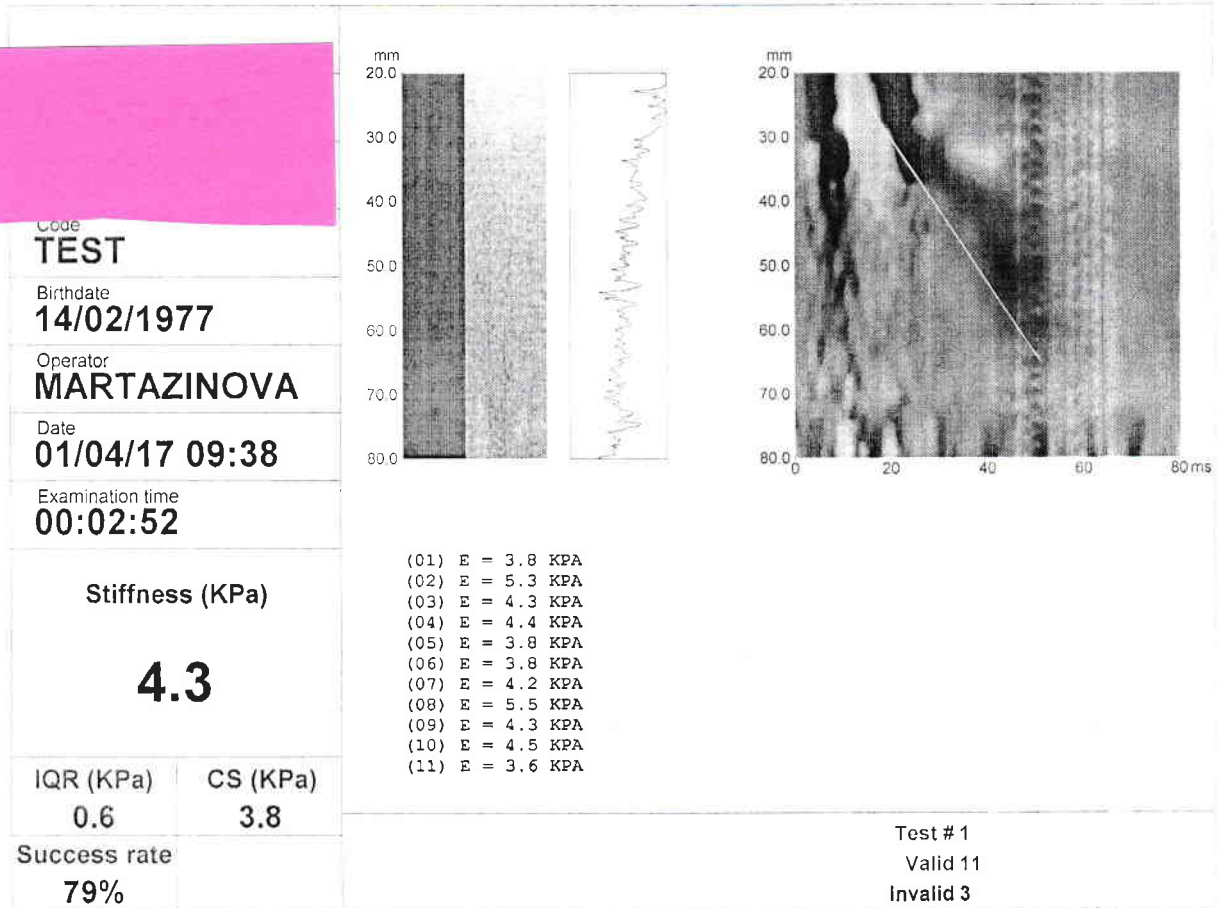 Code
TEST
Birthdate
14/02/1977
Operator
MARTAZINOVA
Date
01/04/17 09:38
Examination time
00:02:52
Stiffness (KPa)
4.3
IQR (KPa)
0.6
CS (KPa)
3.8
Success rate
79%
mm
20.0
30.0
40.0
50.0
60.0
70.0
80.0
mm
20.0
30.0
40.0
50.0
60.0
70.0
80.0
0 20 40 60 80 ms
(01) E = 3.8 KPA
(02) E = 5.3 KPA
(03) E = 4.3 KPA
(04) E = 4.4 KPA
(05) E = 3.8 KPA
(06) E = 3.8 KPA
(07) E = 4.2 KPA
(08) E = 5.5 KPA
(09) E = 4.3 KPA
(10) E = 4.5 KPA
(11) E = 3.6 KPA
Test # 1
Valid 11
Invalid 3